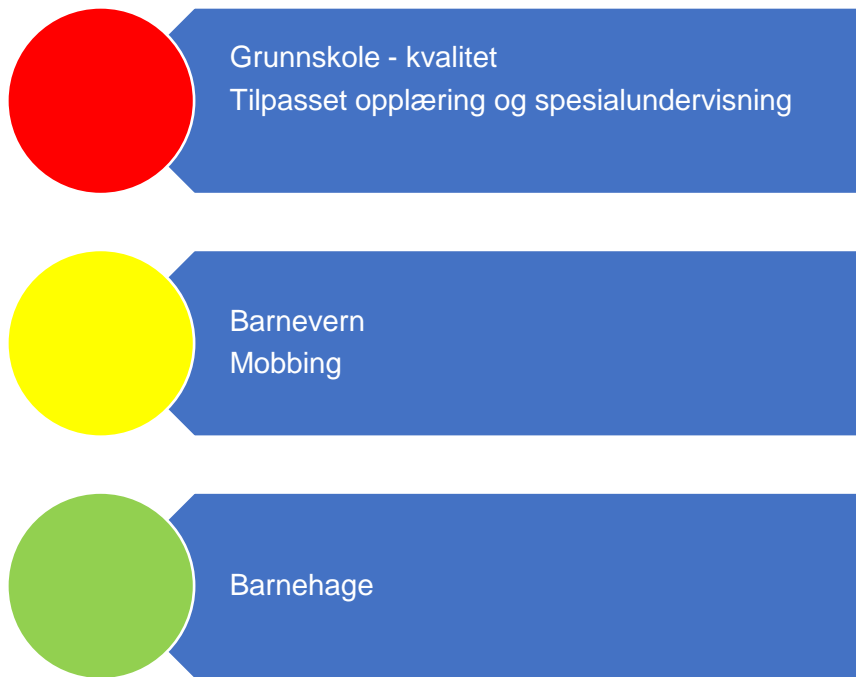 Grunnskole - kvalitet
Tilpasset opplæring og spesialundervisning
Barnevern
Mobbing
Barnehage